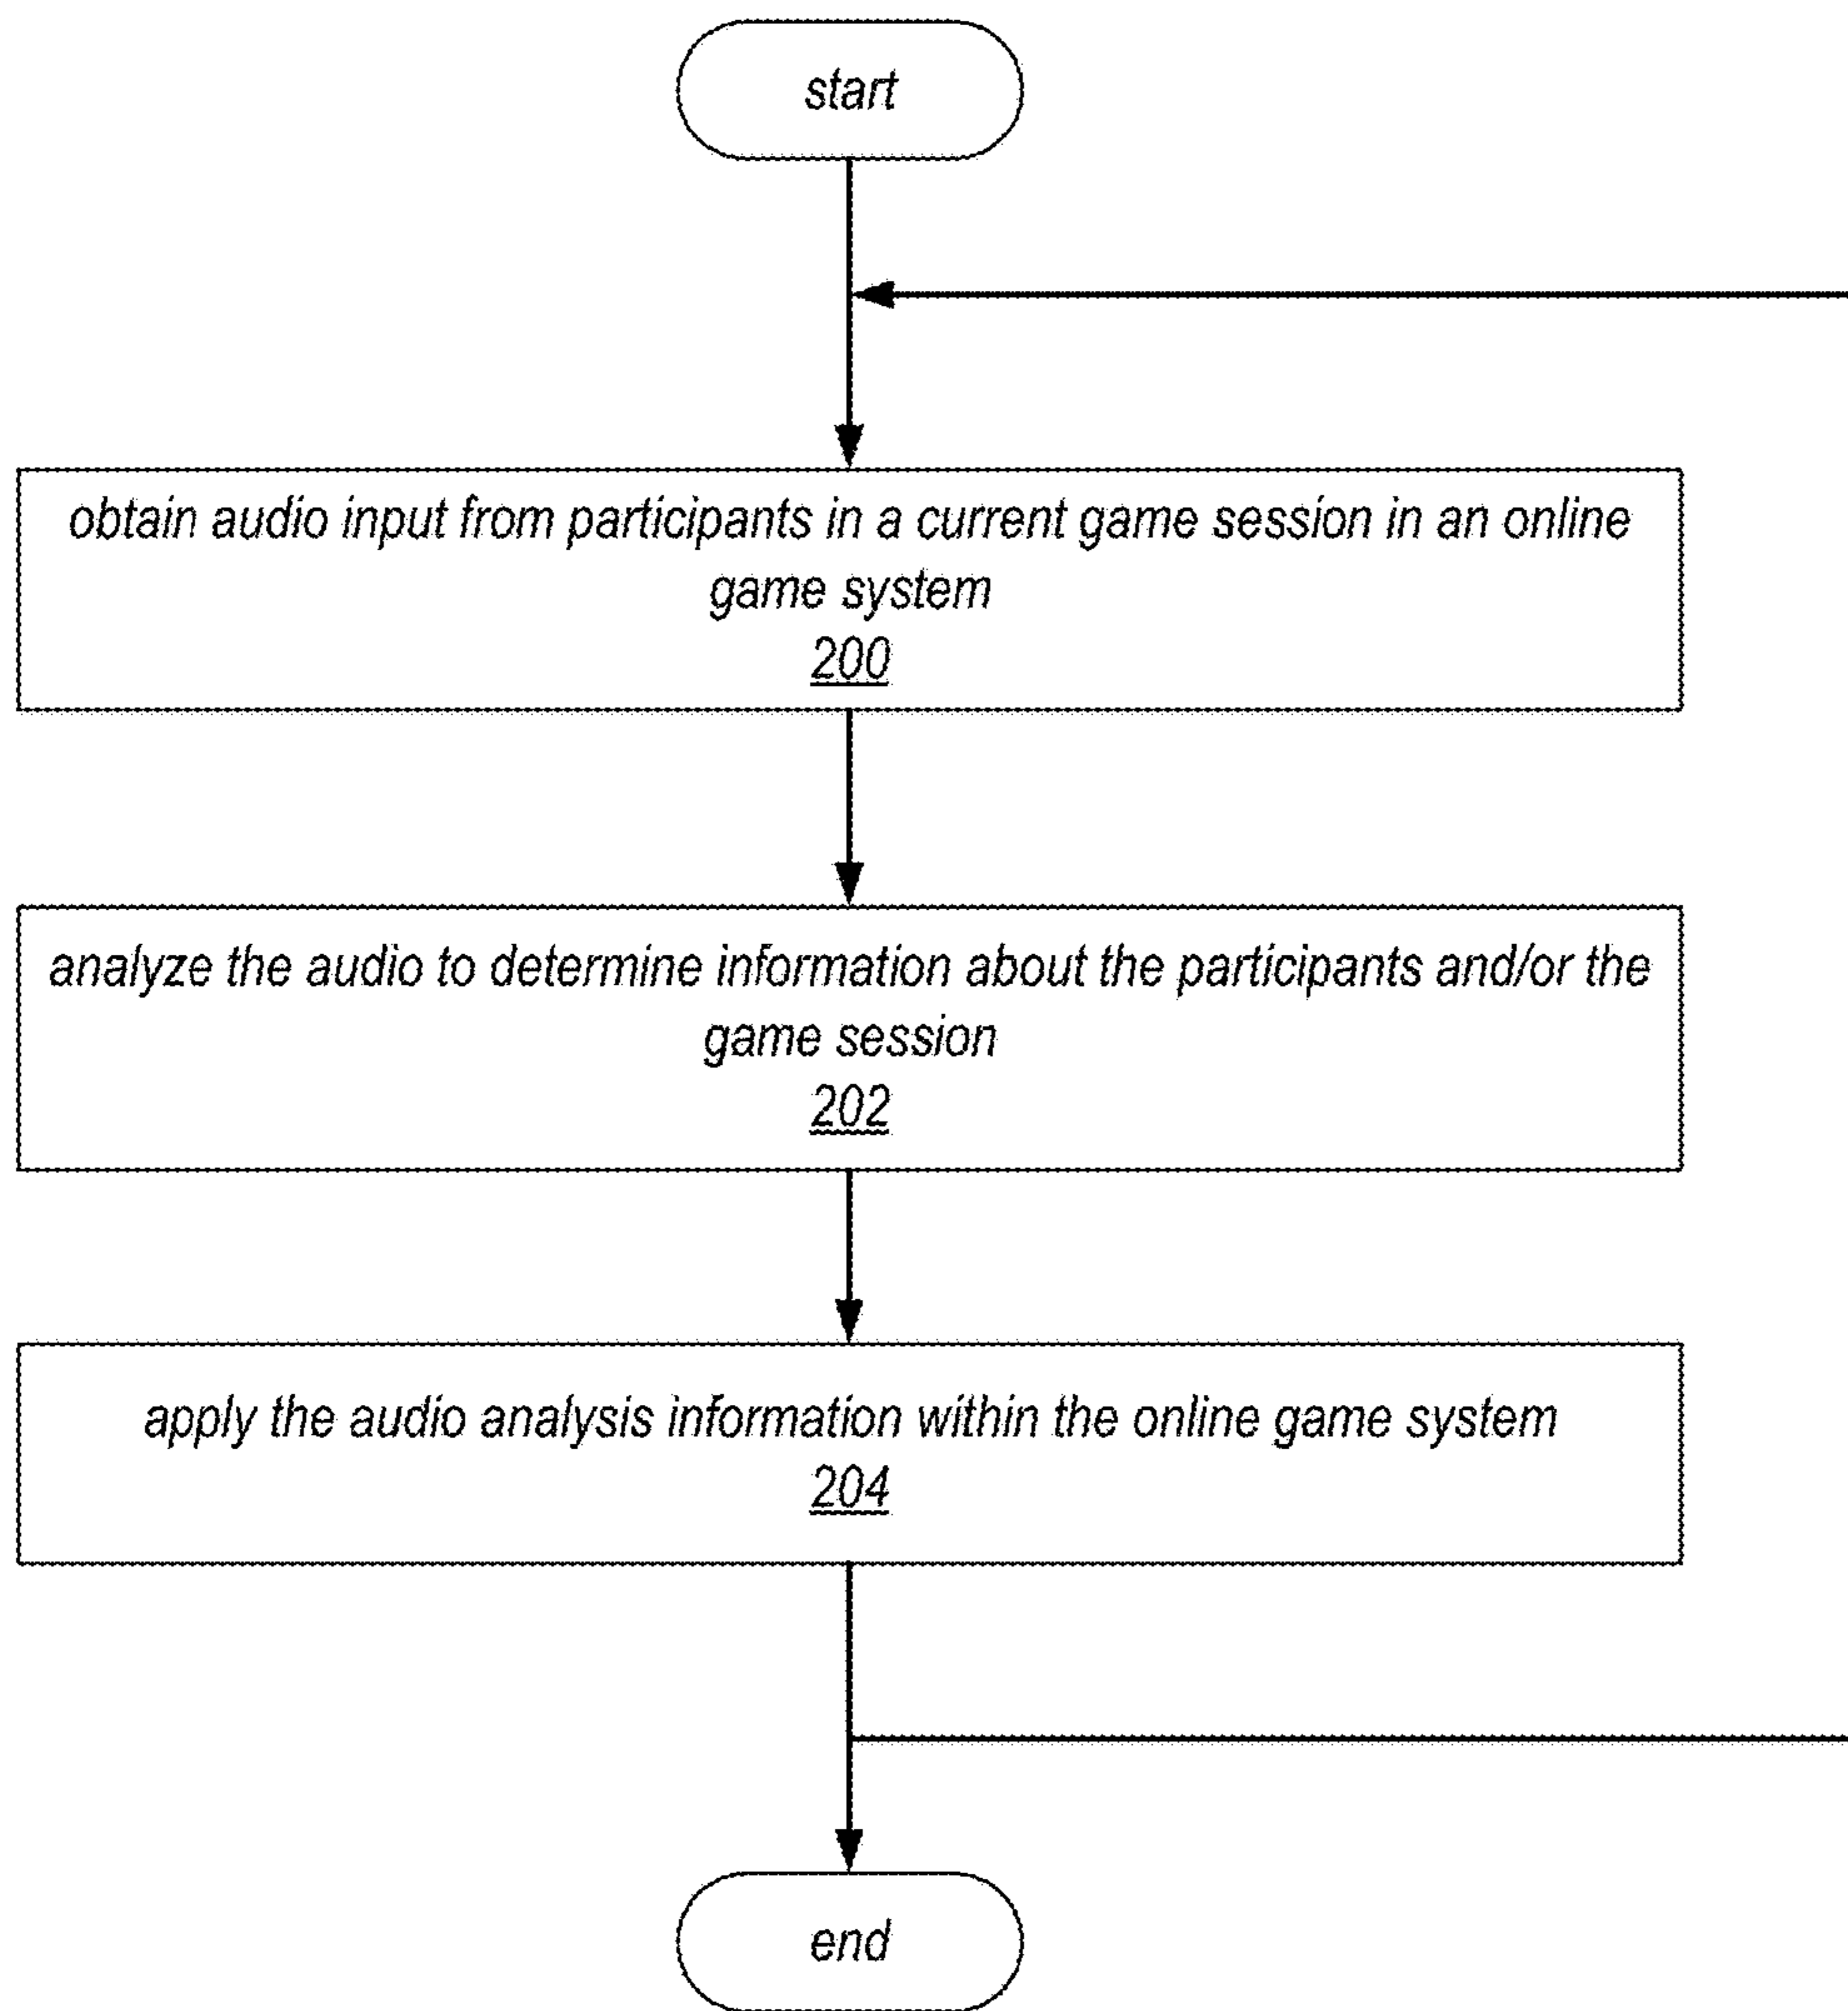 start
obtain audio input from participants in a current game session in an online
game system
200
analyze the audio to determine information about the participants and/or the
game session
202
apply the audio analysis information within the online game system
204
end